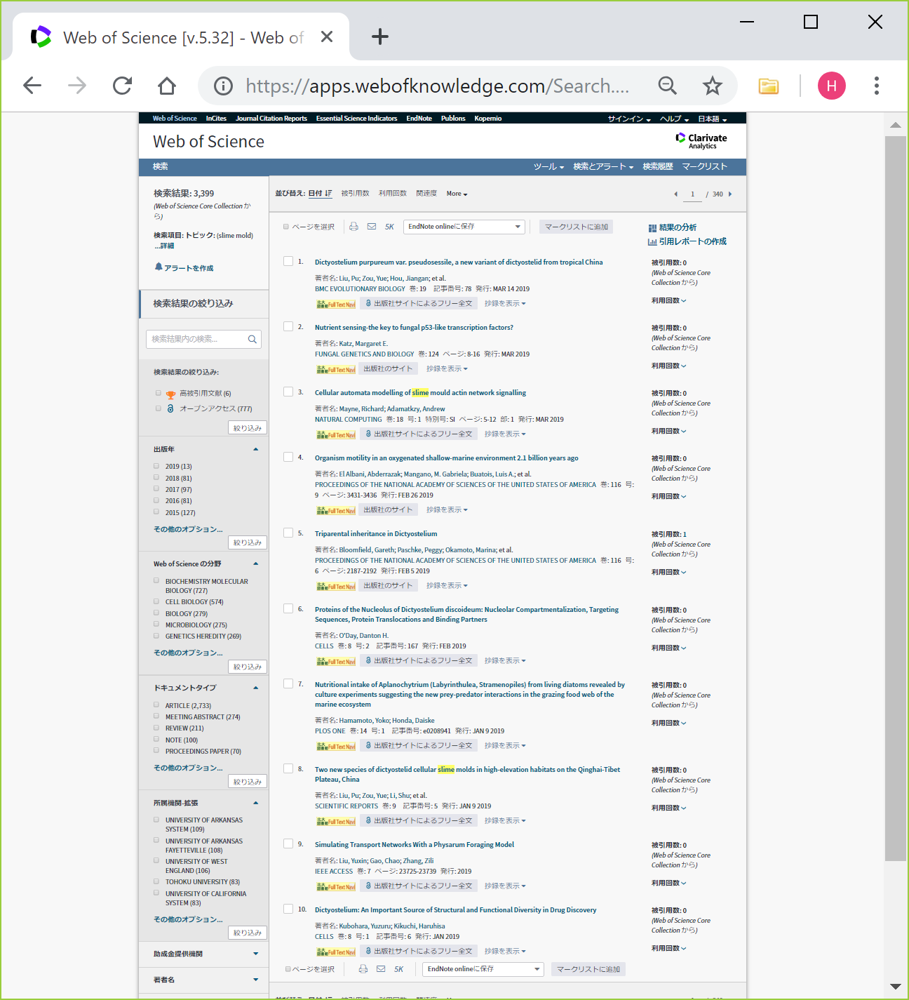 Web of Science [v.5.32] - Web of
https://apps.webofknowledge.com/Search....
H
Web of Science InCites Journal Citation Reports Essential Science Indicators EndNote Publons Kopernio サインイン ヘルプ 日本語
Web of Science
Clarivate
Analytics
検索 ツール 検索とアラート 検索履歴 マークリスト
検索結果: 3,399
(Web of Science Core Collection か
ら)
検索項目: トピック: (slime mold)
...詳細
アラートを作成
検索結果の絞り込み
検索結果内の検索...
検索結果の絞り込み:
高被引用文献 (6)
オープンアクセス (777)
絞り込み
出版年
2019 (13)
2018 (81)
2017 (97)
2016 (81)
2015 (127)
その他のオプション...
絞り込み
Web of Science の分野
BIOCHEMISTRY MOLECULAR
BIOLOGY (727)
CELL BIOLOGY (574)
BIOLOGY (279)
MICROBIOLOGY (275)
GENETICS HEREDITY (269)
その他のオプション...
絞り込み
ドキュメントタイプ
ARTICLE (2,733)
MEETING ABSTRACT (274)
REVIEW (211)
NOTE (100)
PROCEEDINGS PAPER (70)
その他のオプション...
絞り込み
所属機関-拡張
UNIVERSITY OF ARKANSAS
SYSTEM (109)
UNIVERSITY OF ARKANSAS
FAYETTEVILLE (108)
UNIVERSITY OF WEST
ENGLAND (106)
TOHOKU UNIVERSITY (83)
UNIVERSITY OF CALIFORNIA
SYSTEM (83)
その他のオプション...
絞り込み
助成金提供機関
著者名
並び替え: 日付 被引用数 利用回数 関連度 More 1 / 340
ページを選択 5K EndNote onlineに保存 マークリストに追加
結果の分析
引用レポートの作成
1. Dictyostelium purpureum var. pseudosessile, a new variant of dictyostelid from tropical China
著者名: Liu, Pu; Zou, Yue; Hou, Jiangan; et al.
BMC EVOLUTIONARY BIOLOGY 巻: 19 記事番号: 78 発行: MAR 14 2019
北大図書館 Full Text Navi 出版社サイトによるフリー全文 抄録を表示
被引用数: 0
(Web of Science Core
Collection から)
利用回数
2. Nutrient sensing-the key to fungal p53-like transcription factors?
著者名: Katz, Margaret E.
FUNGAL GENETICS AND BIOLOGY 巻: 124 ページ: 8-16 発行: MAR 2019
北大図書館 Full Text Navi 出版社のサイト 抄録を表示
被引用数: 0
(Web of Science Core
Collection から)
利用回数
3. Cellular automata modelling of slime mould actin network signalling
著者名: Mayne, Richard; Adamatkzy, Andrew
NATURAL COMPUTING 巻: 18 号: 1 特別号: SI ページ: 5-12 部: 1 発行: MAR 2019
北大図書館 Full Text Navi 出版社サイトによるフリー全文 抄録を表示
被引用数: 0
(Web of Science Core
Collection から)
利用回数
4. Organism motility in an oxygenated shallow-marine environment 2.1 billion years ago
著者名: El Albani, Abderrazak; Mangano, M. Gabriela; Buatois, Luis A.; et al.
PROCEEDINGS OF THE NATIONAL ACADEMY OF SCIENCES OF THE UNITED STATES OF AMERICA 巻: 116 号:
9 ページ: 3431-3436 発行: FEB 26 2019
北大図書館 Full Text Navi 出版社のサイト 抄録を表示
被引用数: 0
(Web of Science Core
Collection から)
利用回数
5. Triparental inheritance in Dictyostelium
著者名: Bloomfield, Gareth; Paschke, Peggy; Okamoto, Marina; et al.
PROCEEDINGS OF THE NATIONAL ACADEMY OF SCIENCES OF THE UNITED STATES OF AMERICA 巻: 116 号:
6 ページ: 2187-2192 発行: FEB 5 2019
北大図書館 Full Text Navi 出版社のサイト 抄録を表示
被引用数: 1
(Web of Science Core
Collection から)
利用回数
6. Proteins of the Nucleolus of Dictyostelium discoideum: Nucleolar Compartmentalization, Targeting
Sequences, Protein Translocations and Binding Partners
著者名: O'Day, Danton H.
CELLS 巻: 8 号: 2 記事番号: 167 発行: FEB 2019
北大図書館 Full Text Navi 出版社サイトによるフリー全文 抄録を表示
被引用数: 0
(Web of Science Core
Collection から)
利用回数
7. Nutritional intake of Aplanochytrium (Labyrinthulea, Stramenopiles) from living diatoms revealed by
culture experiments suggesting the new prey-predator interactions in the grazing food web of the
marine ecosystem
著者名: Hamamoto, Yoko; Honda, Daiske
PLOS ONE 巻: 14 号: 1 記事番号: e0208941 発行: JAN 9 2019
北大図書館 Full Text Navi 出版社サイトによるフリー全文 抄録を表示
被引用数: 0
(Web of Science Core
Collection から)
利用回数
8. Two new species of dictyostelid cellular slime molds in high-elevation habitats on the Qinghai-Tibet
Plateau, China
著者名: Liu, Pu; Zou, Yue; Li, Shu; et al.
SCIENTIFIC REPORTS 巻: 9 記事番号: 5 発行: JAN 9 2019
北大図書館 Full Text Navi 出版社サイトによるフリー全文 抄録を表示
被引用数: 0
(Web of Science Core
Collection から)
利用回数
9. Simulating Transport Networks With a Physarum Foraging Model
著者名: Liu, Yuxin; Gao, Chao; Zhang, Zili
IEEE ACCESS 巻: 7 ページ: 23725-23739 発行: 2019
北大図書館 Full Text Navi 出版社サイトによるフリー全文 抄録を表示
被引用数: 0
(Web of Science Core
Collection から)
利用回数
10. Dictyostelium: An Important Source of Structural and Functional Diversity in Drug Discovery
著者名: Kubohara, Yuzuru; Kikuchi, Haruhisa
CELLS 巻: 8 号: 1 記事番号: 6 発行: JAN 2019
北大図書館 Full Text Navi 出版社サイトによるフリー全文 抄録を表示
被引用数: 0
(Web of Science Core
Collection から)
利用回数
ページを選択 5K EndNote onlineに保存 マークリストに追加